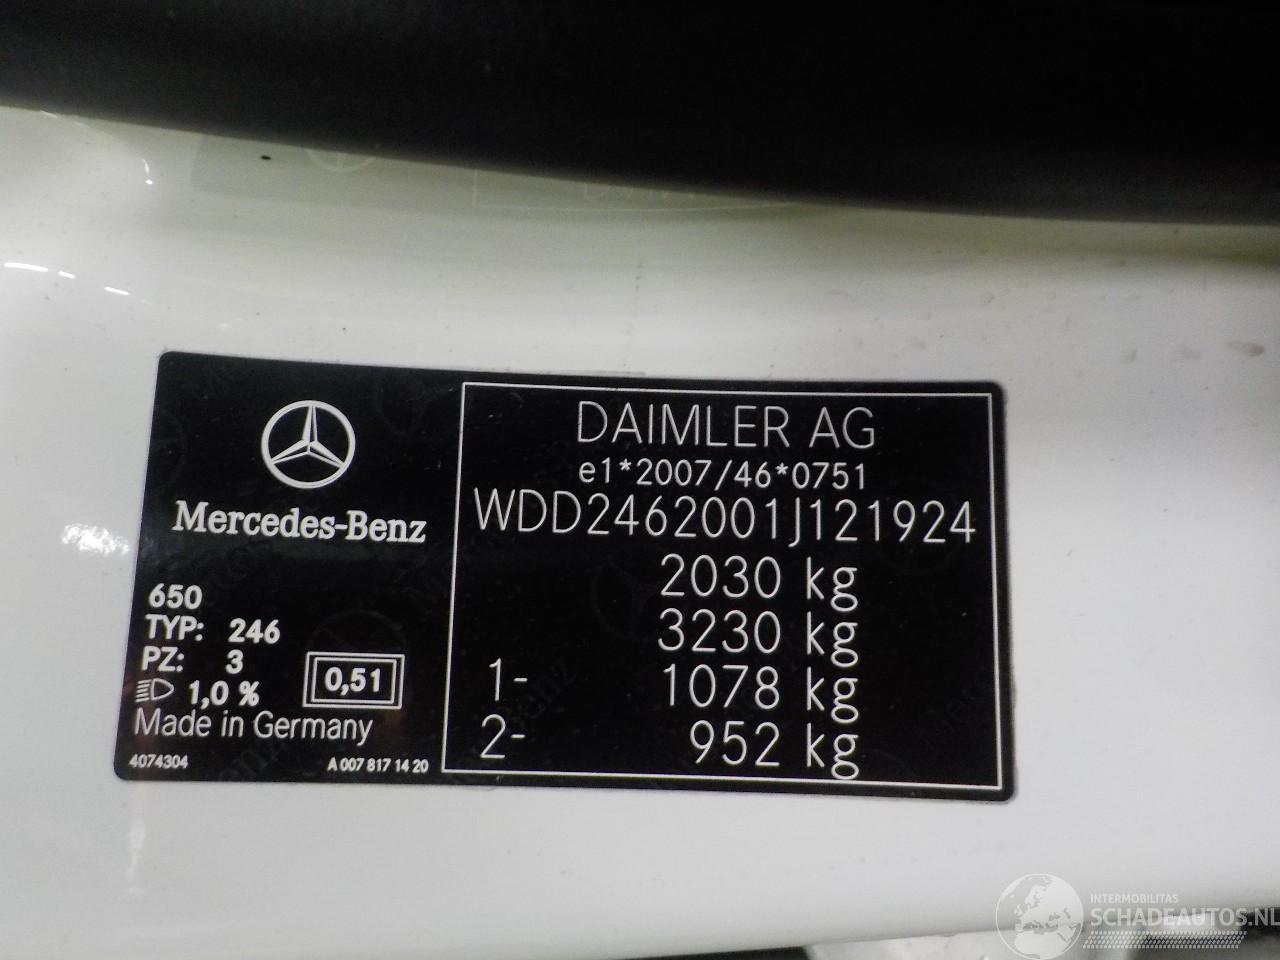 Mercedes-Benz
650
TYP: 246
PZ: 3
1,0 %
0,51
Made in Germany
4074304
A 007 817 14 20
DAIMLER AG
e1*2007/46*0751
WDD2462001J121924
2030 kg
3230 kg
1- 1078 kg
2- 952 kg
INTERMOBILITAS
SCHADEAUTOS.NL